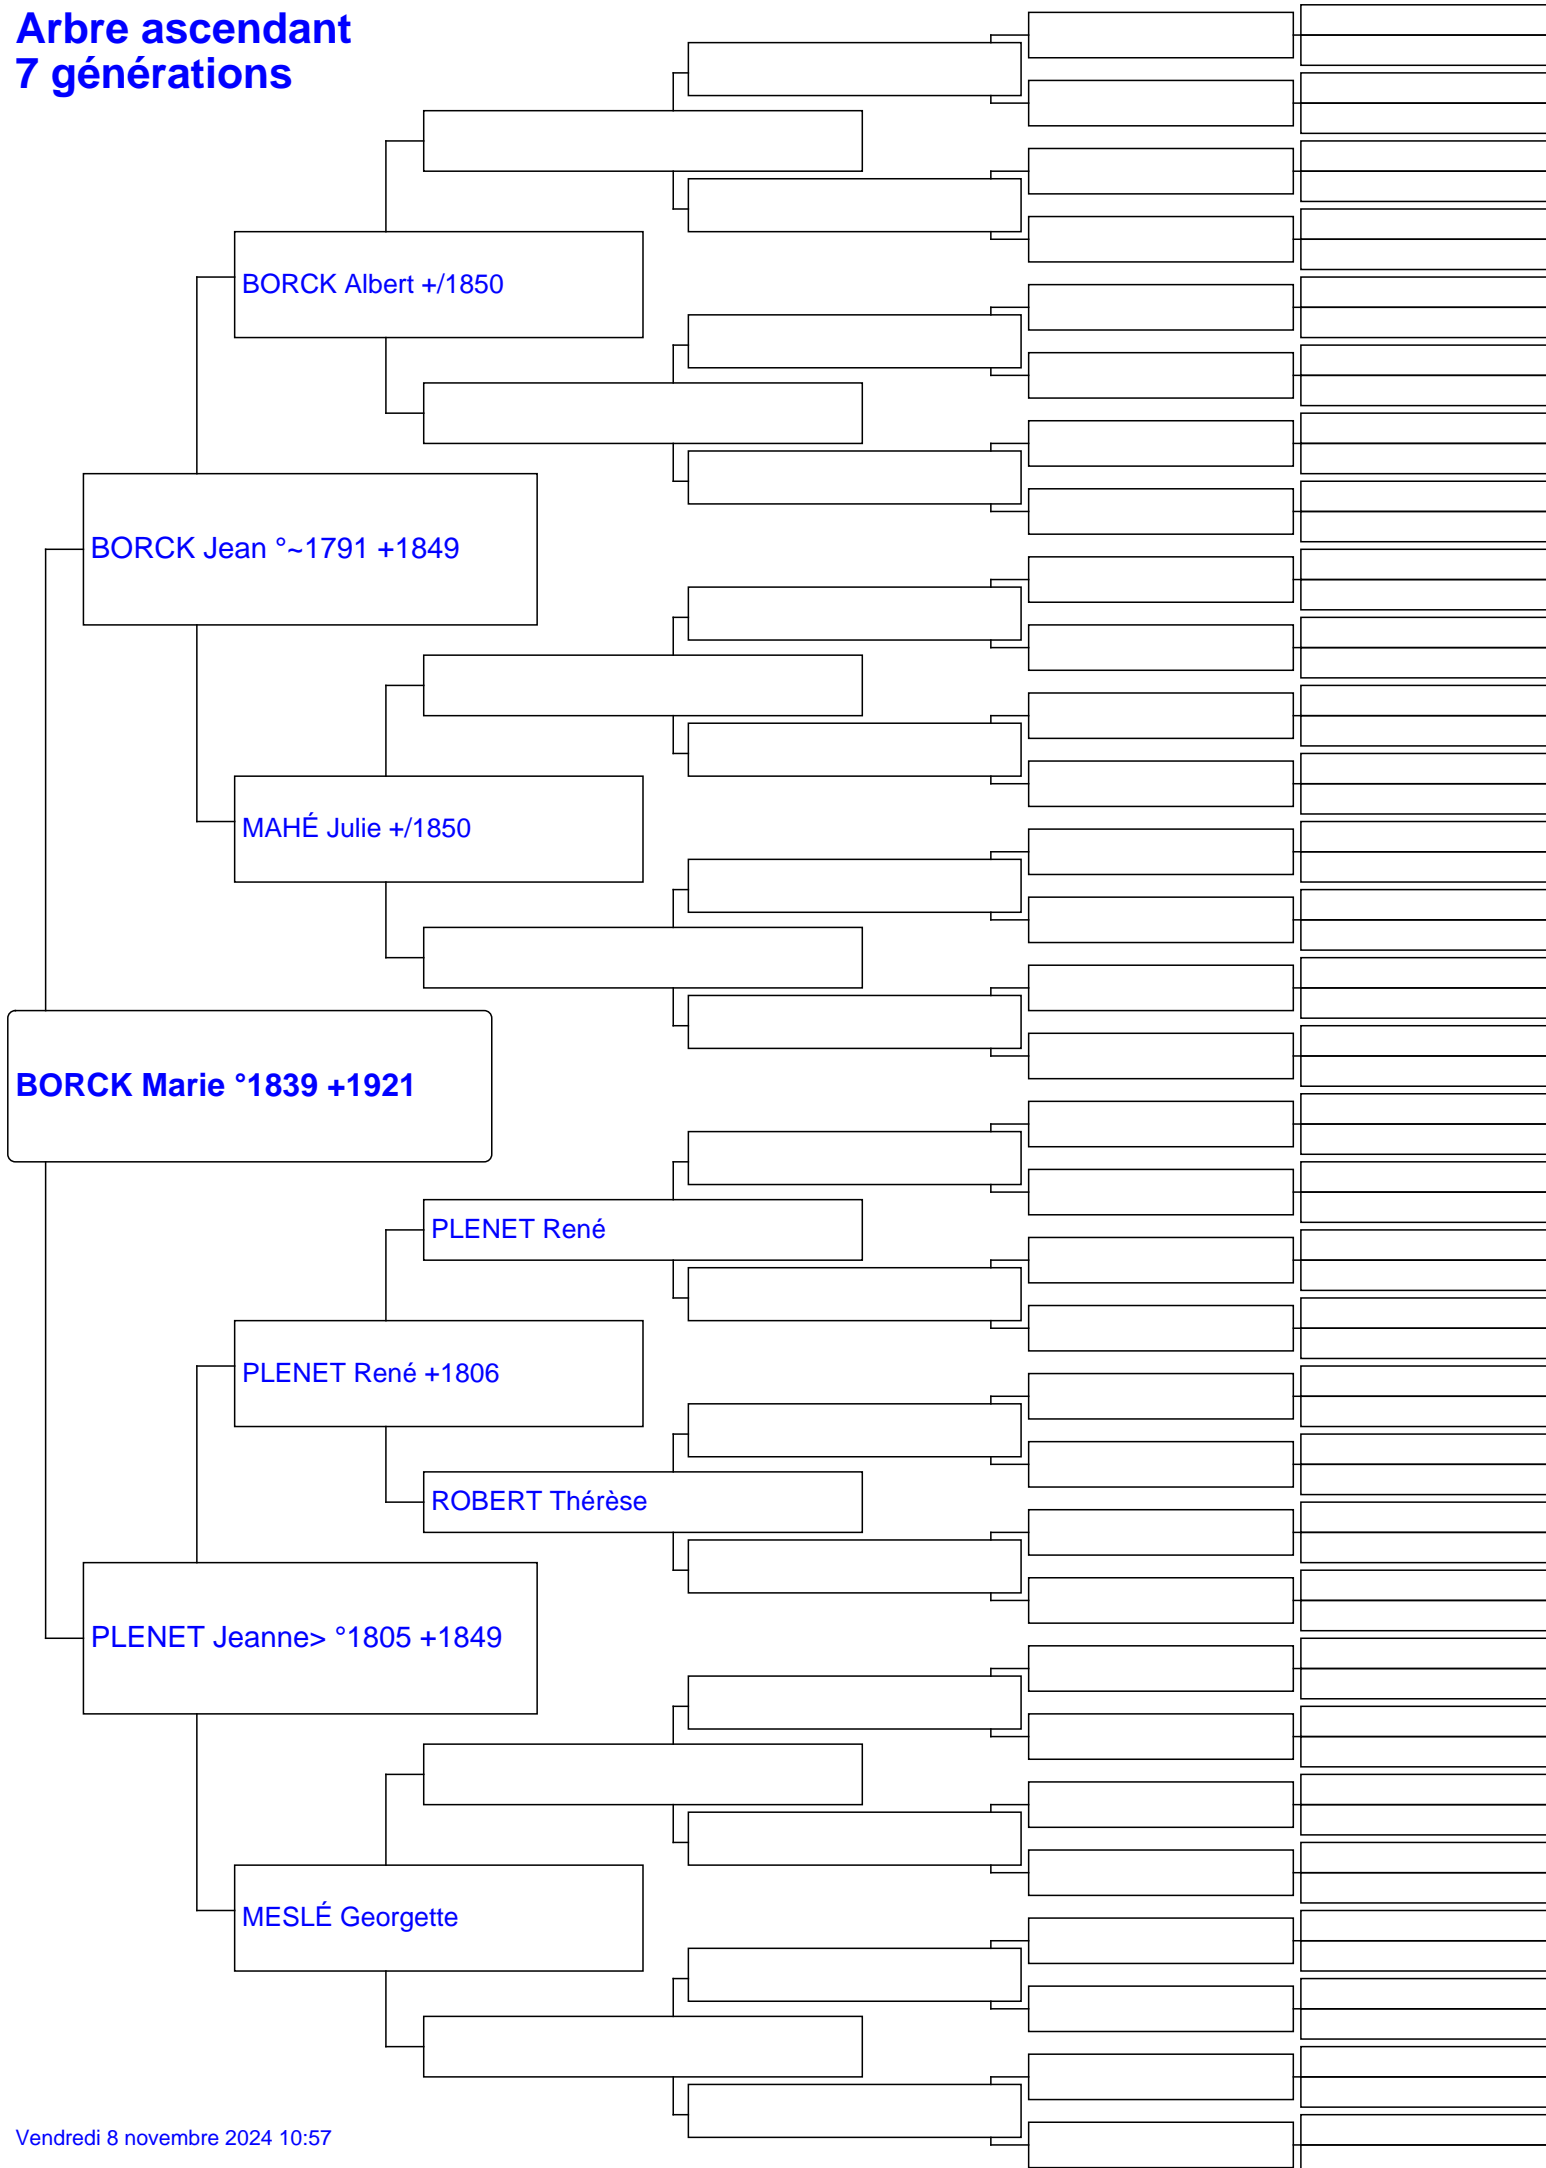 Arbre ascendant
7 générations
BORCK Albert +/1850
BORCK Jean °~1791 +1849
MAHÉ Julie +/1850
BORCK Marie °1839 +1921
PLENET René
PLENET René +1806
ROBERT Thérèse
PLENET Jeanne> °1805 +1849
MESLÉ Georgette
Vendredi 8 novembre 2024 10:57